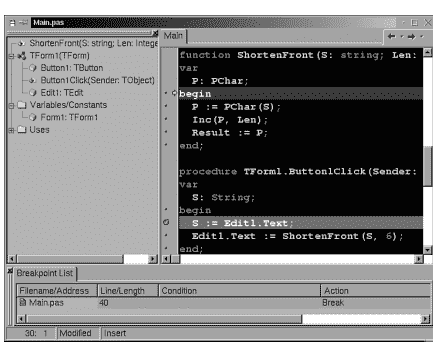 Main.pas
ShortenFront(S: string; Len: Intege
TForm1(TForm)
Button1: TButton
Button1Click(Sender: TObject)
Edit1: TEdit
Variables/Constants
Form1: TForm1
Uses
Main
function ShortenFront(S: string; Len:
var
P: PChar;
begin
P := PChar(S);
Inc(P, Len);
Result := P;
end;
procedure TForm1.Button1Click(Sender:
var
S: String;
begin
S := Edit1.Text;
Edit1.Text := ShortenFront(S, 6);
end;
Breakpoint List
Filename/Address Line/Length Condition Action
Main.pas 40 Break
30: 1 Modified Insert